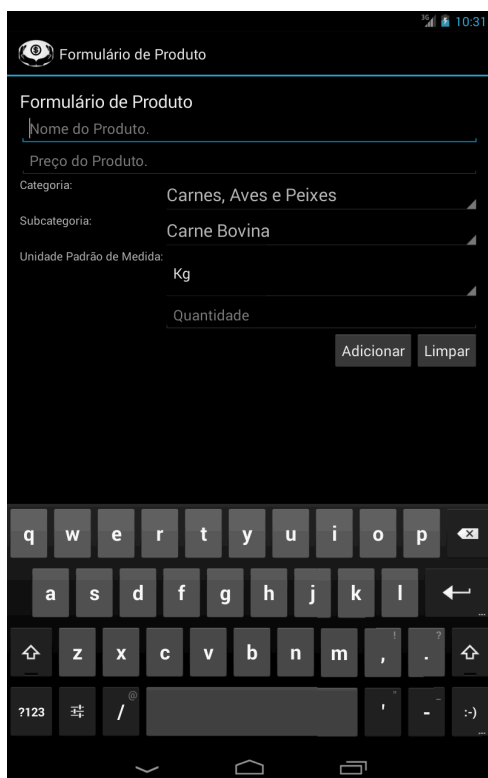 3G 10:31
Formulário de Produto
Formulário de Produto
Nome do Produto.
Preço do Produto.
Categoria: Carnes, Aves e Peixes
Subcategoria: Carne Bovina
Unidade Padrão de Medida: Kg
Quantidade
Adicionar Limpar
q w e r t y u i o p
a s d f g h j k l
! ?
z x c v b n m , .
@ " _
?123 / ' - :-)